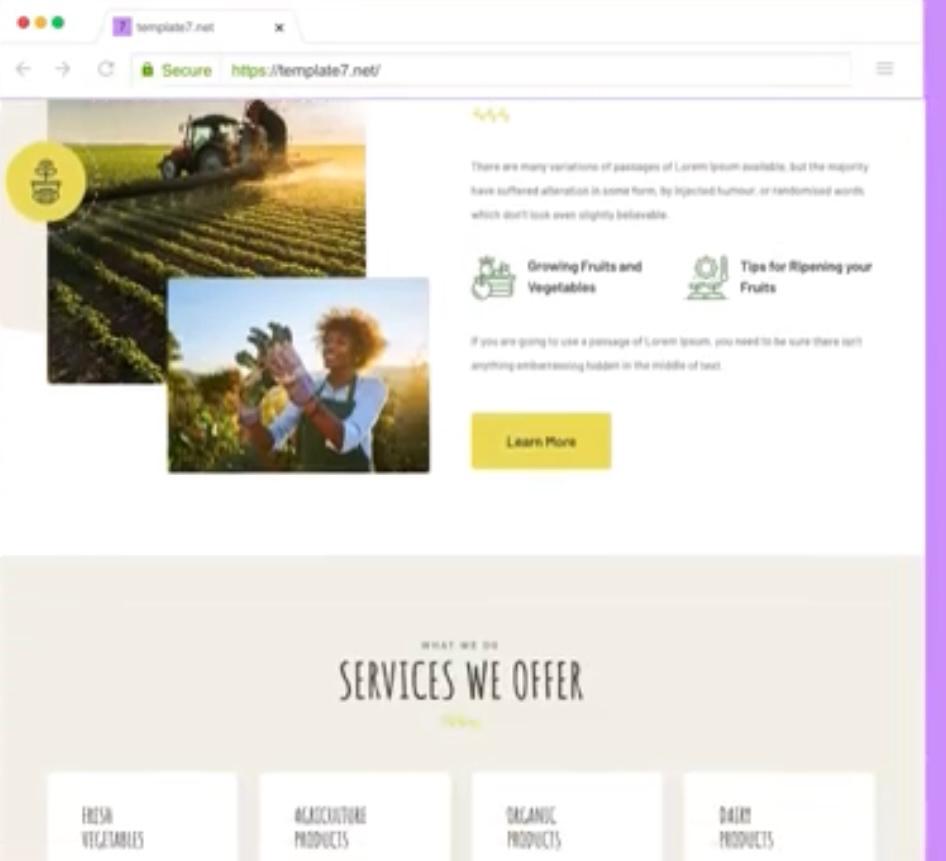 7 template7.net ×
Secure https://template7.net/
There are many variations of passages of Lorem Ipsum available, but the majority
have suffered alteration in some form, by injected humour, or randomised words
which don't look even slightly believable.
Growing Fruits and
Vegetables
Tips for Ripening your
Fruits
If you are going to use a passage of Lorem Ipsum, you need to be sure there isn't
anything embarrassing hidden in the middle of text.
Learn More
WHAT WE DO
SERVICES WE OFFER
FRESH
VEGETABLES
AGRICULTURE
PRODUCTS
ORGANIC
PRODUCTS
DAIRY
PRODUCTS